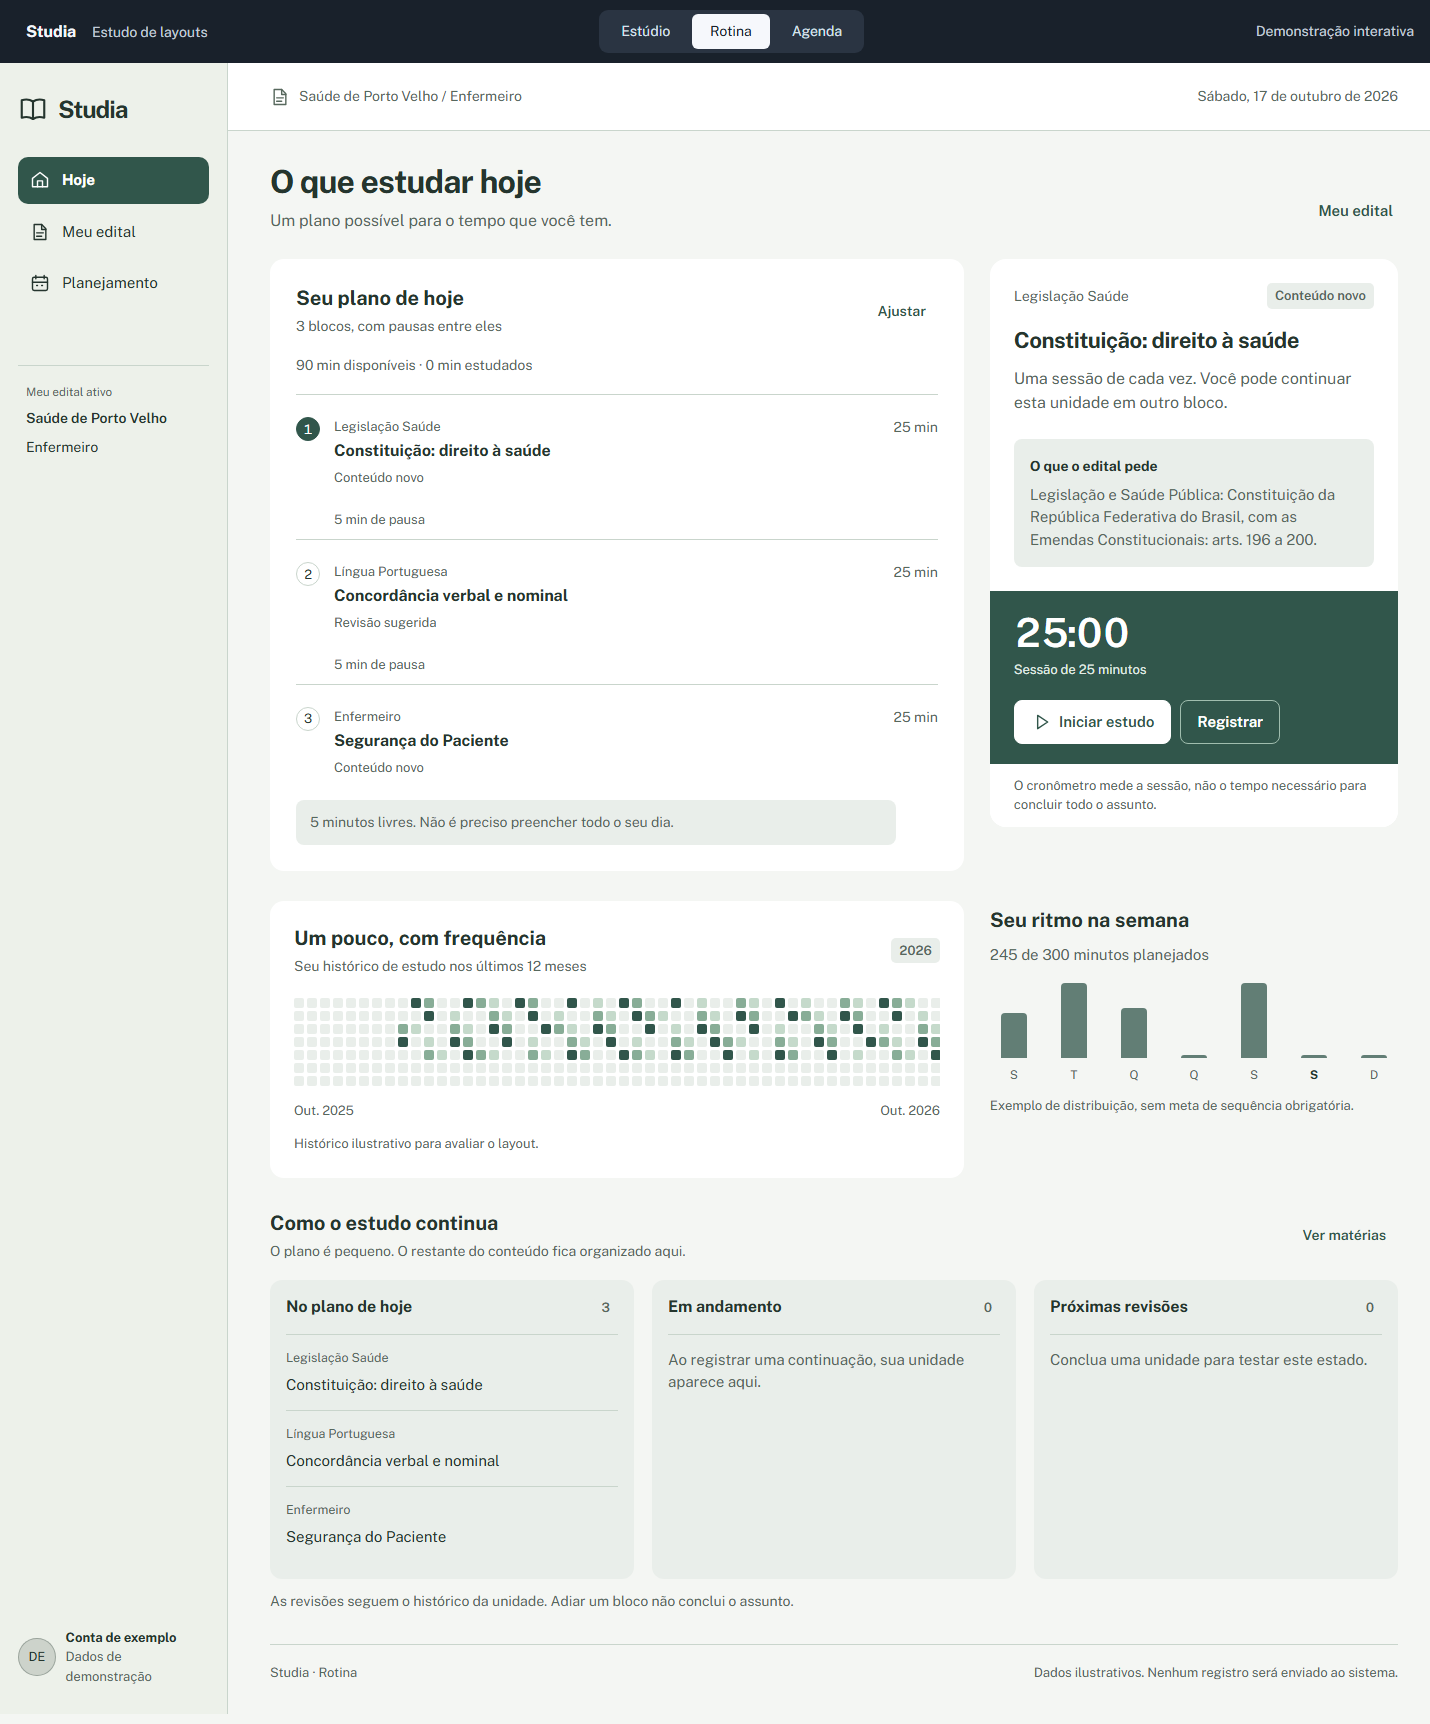 Studia
Estudo de layouts
Estúdio
Rotina
Agenda
Demonstração interativa
Studia
Hoje
Meu edital
Planejamento
Meu edital ativo
Saúde de Porto Velho
Enfermeiro
Saúde de Porto Velho / Enfermeiro
Sábado, 17 de outubro de 2026
O que estudar hoje
Um plano possível para o tempo que você tem.
Meu edital
Seu plano de hoje
3 blocos, com pausas entre eles
Ajustar
90 min disponíveis · 0 min estudados
1
Legislação Saúde
25 min
Constituição: direito à saúde
Conteúdo novo
5 min de pausa
2
Língua Portuguesa
25 min
Concordância verbal e nominal
Revisão sugerida
5 min de pausa
3
Enfermeiro
25 min
Segurança do Paciente
Conteúdo novo
5 minutos livres. Não é preciso preencher todo o seu dia.
Legislação Saúde
Conteúdo novo
Constituição: direito à saúde
Uma sessão de cada vez. Você pode continuar
esta unidade em outro bloco.
O que o edital pede
Legislação e Saúde Pública: Constituição da
República Federativa do Brasil, com as
Emendas Constitucionais: arts. 196 a 200.
25:00
Sessão de 25 minutos
Iniciar estudo
Registrar
O cronômetro mede a sessão, não o tempo necessário para
concluir todo o assunto.
Um pouco, com frequência
Seu histórico de estudo nos últimos 12 meses
2026
Out. 2025
Out. 2026
Histórico ilustrativo para avaliar o layout.
Seu ritmo na semana
245 de 300 minutos planejados
S T Q Q S S D
Exemplo de distribuição, sem meta de sequência obrigatória.
Como o estudo continua
O plano é pequeno. O restante do conteúdo fica organizado aqui.
Ver matérias
No plano de hoje
3
Legislação Saúde
Constituição: direito à saúde
Língua Portuguesa
Concordância verbal e nominal
Enfermeiro
Segurança do Paciente
Em andamento
0
Ao registrar uma continuação, sua unidade
aparece aqui.
Próximas revisões
0
Conclua uma unidade para testar este estado.
As revisões seguem o histórico da unidade. Adiar um bloco não conclui o assunto.
DE
Conta de exemplo
Dados de
demonstração
Studia · Rotina
Dados ilustrativos. Nenhum registro será enviado ao sistema.